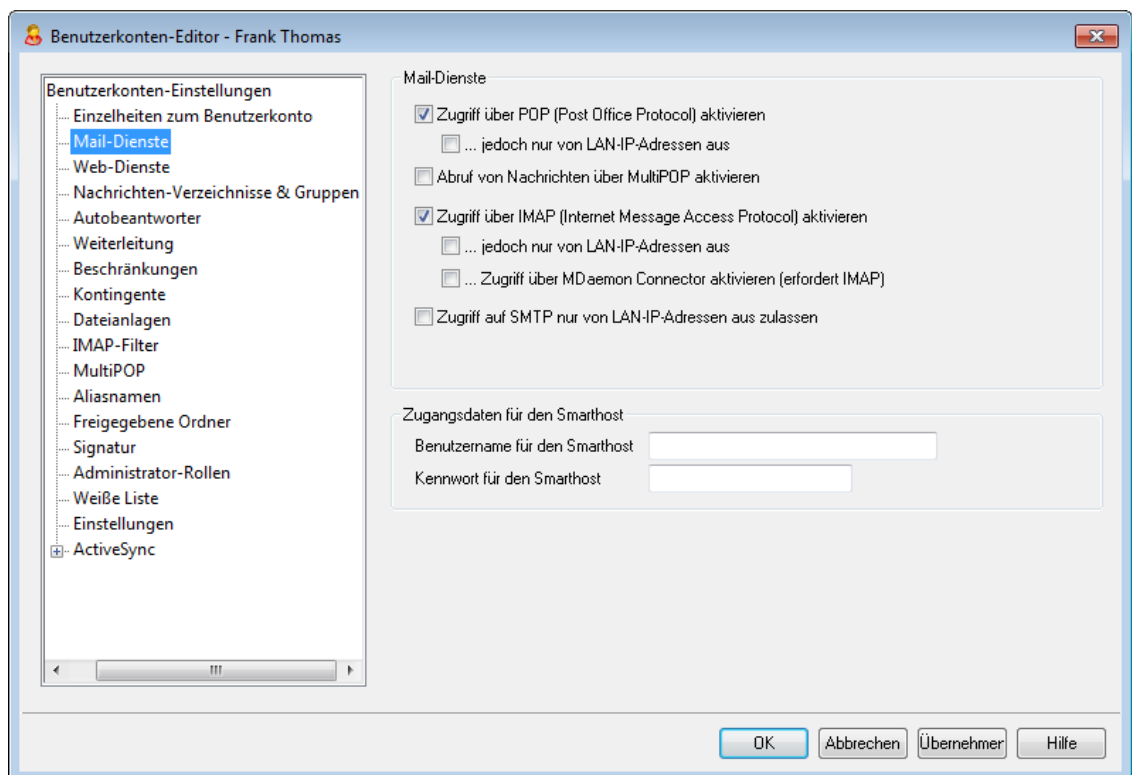 Benutzerkonten-Editor - Frank Thomas
Benutzerkonten-Einstellungen
Einzelheiten zum Benutzerkonto
Mail-Dienste
Web-Dienste
Nachrichten-Verzeichnisse & Gruppen
Autobeantworter
Weiterleitung
Beschränkungen
Kontingente
Dateianlagen
IMAP-Filter
MultiPOP
Aliasnamen
Freigegebene Ordner
Signatur
Administrator-Rollen
Weiße Liste
Einstellungen
ActiveSync
Mail-Dienste
Zugriff über POP (Post Office Protocol) aktivieren
... jedoch nur von LAN-IP-Adressen aus
Abruf von Nachrichten über MultiPOP aktivieren
Zugriff über IMAP (Internet Message Access Protocol) aktivieren
... jedoch nur von LAN-IP-Adressen aus
... Zugriff über MDaemon Connector aktivieren (erfordert IMAP)
Zugriff auf SMTP nur von LAN-IP-Adressen aus zulassen
Zugangsdaten für den Smarthost
Benutzername für den Smarthost
Kennwort für den Smarthost
OK
Abbrechen
Übernehmer
Hilfe